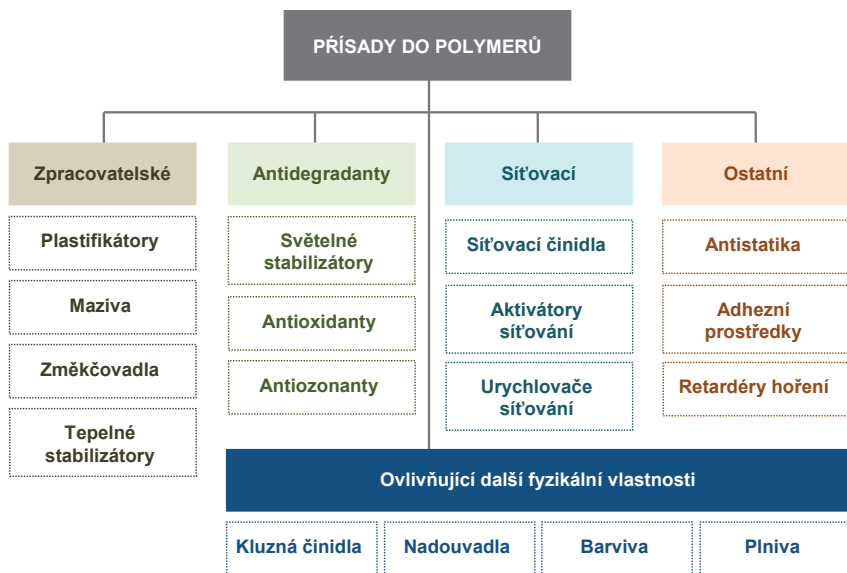 PŘÍSADY DO POLYMERŮ
Zpracovatelské
Plastifikátory
Maziva
Změkčovadla
Tepelné
stabilizátory
Antidegradanty
Světelné
stabilizátory
Antioxidanty
Antiozonanty
Síťovací
Síťovací činidla
Aktivátory
síťování
Urychlovače
síťování
Ostatní
Antistatika
Adhezní
prostředky
Retardéry hoření
Ovlivňující další fyzikální vlastnosti
Kluzná činidla
Nadouvadla
Barviva
Plniva